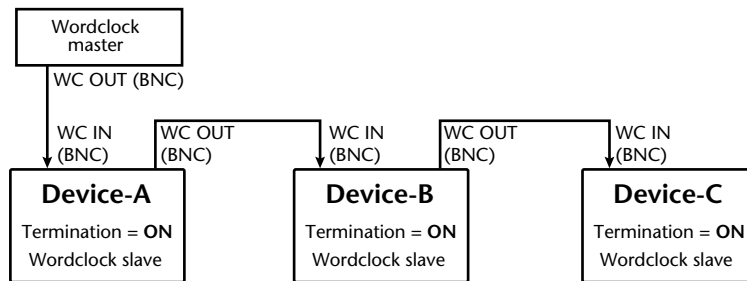 Wordclock
master
WC OUT (BNC)
WC IN
(BNC)
WC OUT
(BNC)
WC IN
(BNC)
WC OUT
(BNC)
WC IN
(BNC)
Device-A
Termination = ON
Wordclock slave
Device-B
Termination = ON
Wordclock slave
Device-C
Termination = ON
Wordclock slave